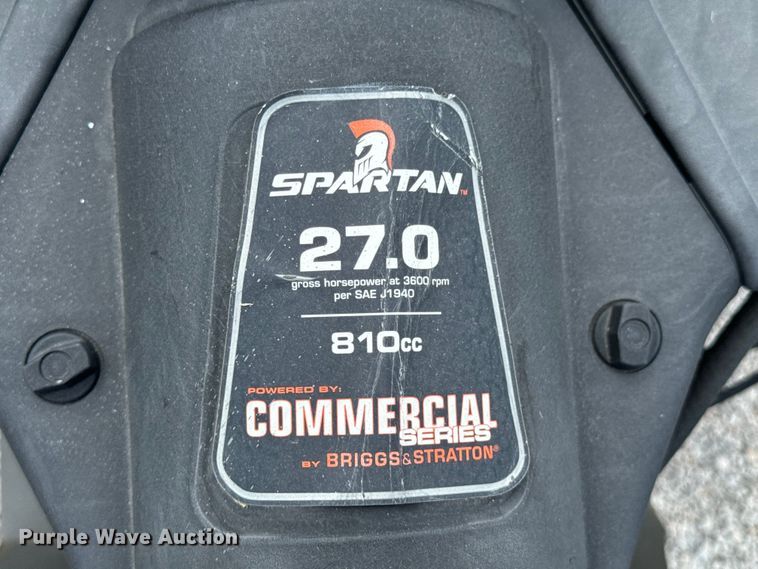 SPARTAN™
27.0
gross horsepower at 3600 rpm
per SAE J1940
810cc
POWERED BY:
COMMERCIAL
SERIES
BY BRIGGS&STRATTON®
Purple Wave Auction